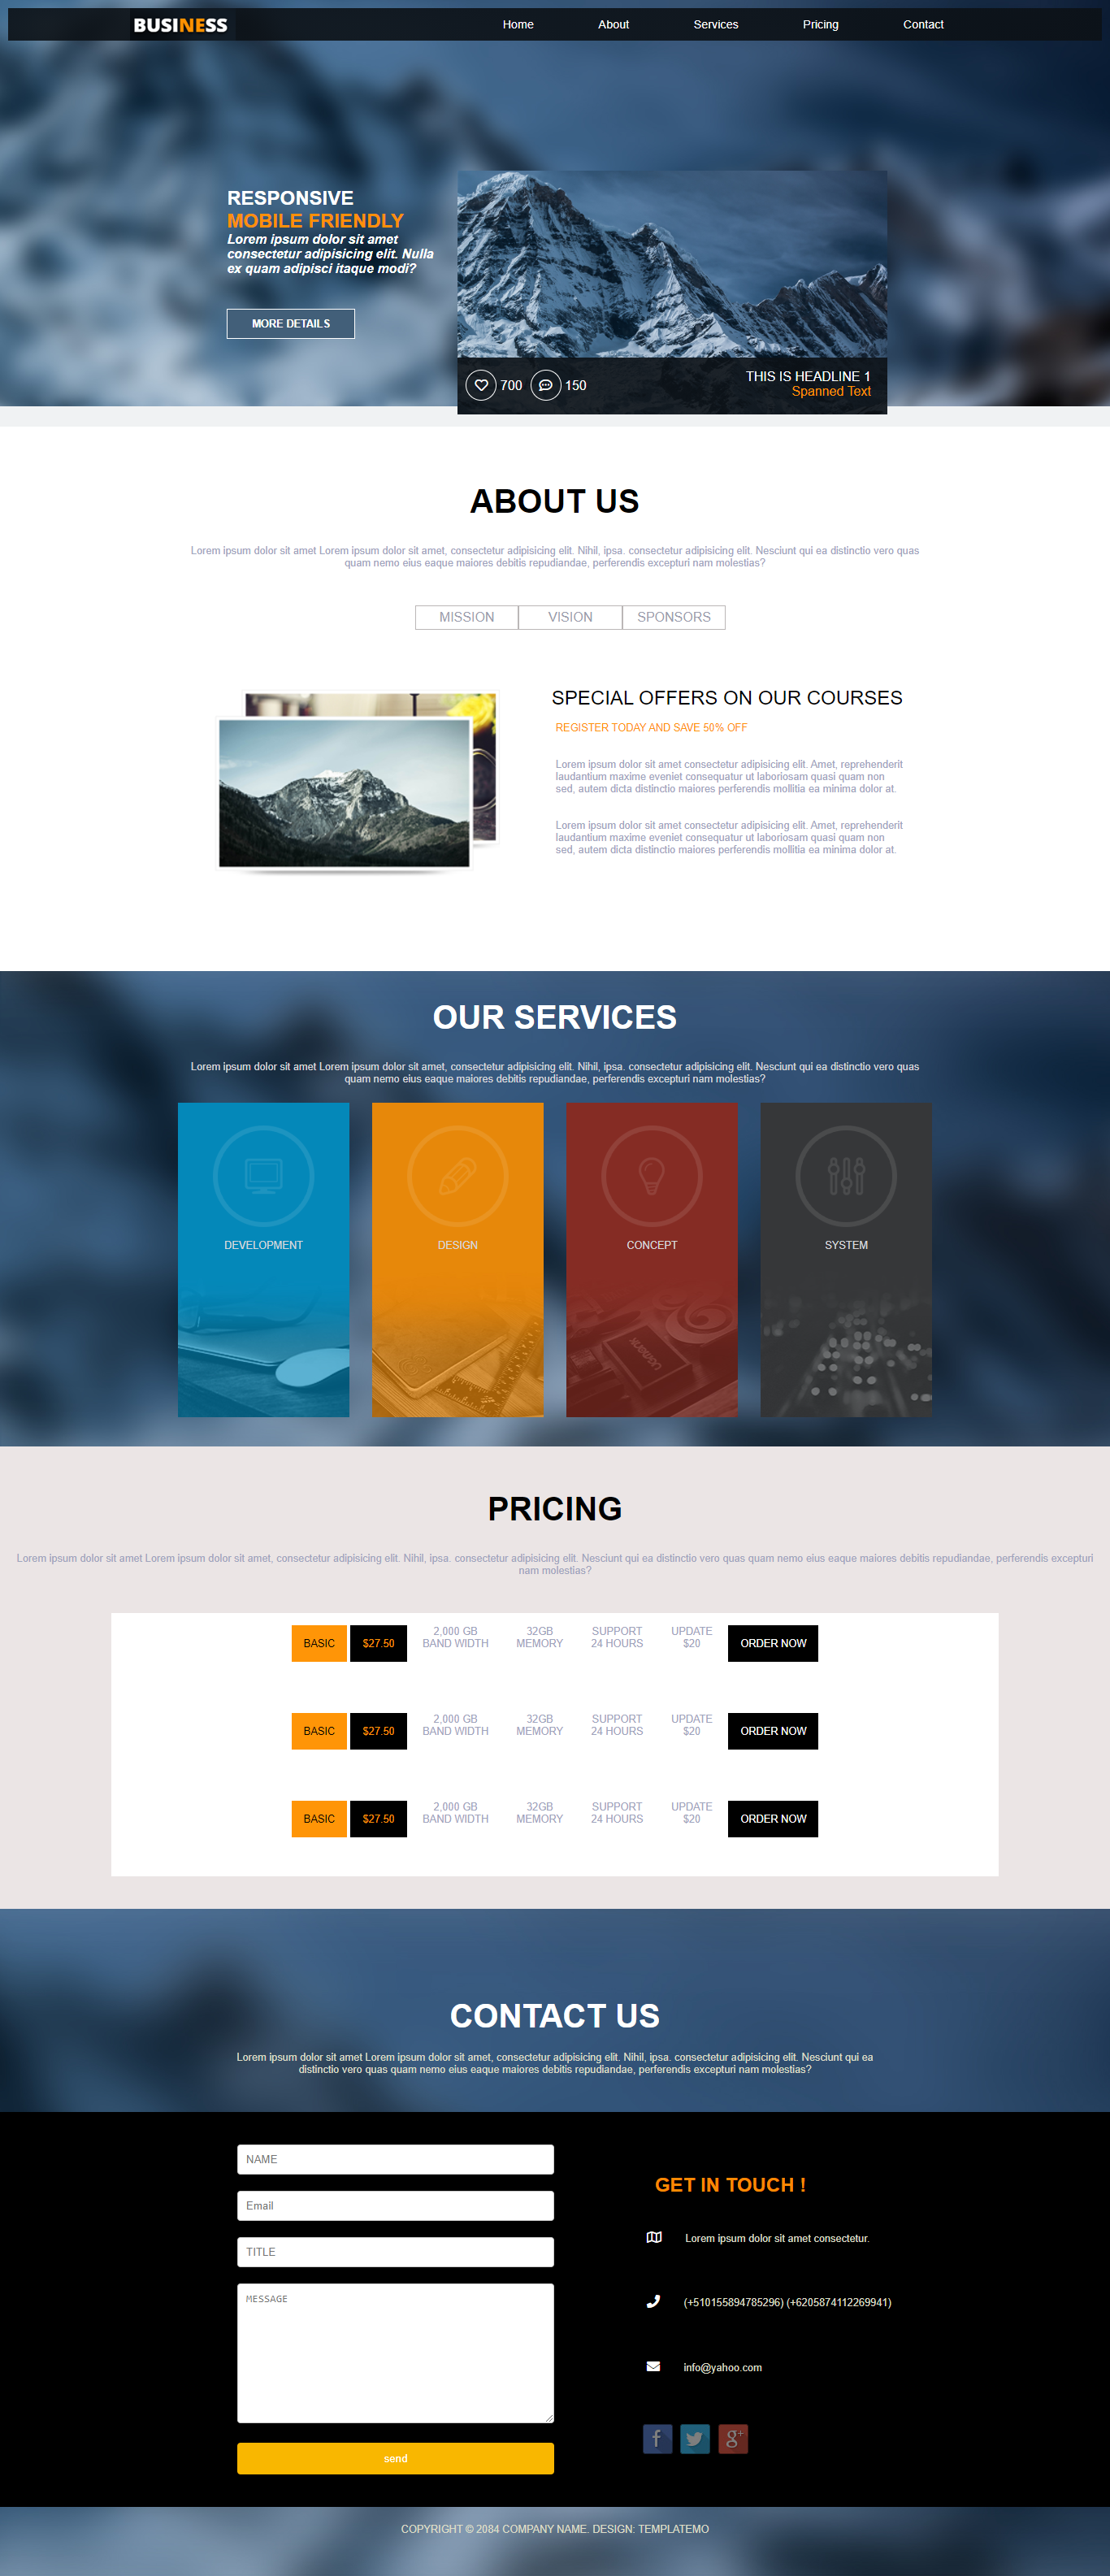 BUSINESS
Home
About
Services
Pricing
Contact
RESPONSIVE
MOBILE FRIENDLY
Lorem ipsum dolor sit amet
consectetur adipisicing elit. Nulla
ex quam adipisci itaque modi?
MORE DETAILS
700
150
THIS IS HEADLINE 1
Spanned Text
ABOUT US
Lorem ipsum dolor sit amet Lorem ipsum dolor sit amet, consectetur adipisicing elit. Nihil, ipsa. consectetur adipisicing elit. Nesciunt qui ea distinctio vero quas
quam nemo eius eaque maiores debitis repudiandae, perferendis excepturi nam molestias?
MISSION
VISION
SPONSORS
SPECIAL OFFERS ON OUR COURSES
REGISTER TODAY AND SAVE 50% OFF
Lorem ipsum dolor sit amet consectetur adipisicing elit. Amet, reprehenderit
laudantium maxime eveniet consequatur ut laboriosam quasi quam non
sed, autem dicta distinctio maiores perferendis mollitia ea minima dolor at.
Lorem ipsum dolor sit amet consectetur adipisicing elit. Amet, reprehenderit
laudantium maxime eveniet consequatur ut laboriosam quasi quam non
sed, autem dicta distinctio maiores perferendis mollitia ea minima dolor at.
OUR SERVICES
Lorem ipsum dolor sit amet Lorem ipsum dolor sit amet, consectetur adipisicing elit. Nihil, ipsa. consectetur adipisicing elit. Nesciunt qui ea distinctio vero quas
quam nemo eius eaque maiores debitis repudiandae, perferendis excepturi nam molestias?
DEVELOPMENT
DESIGN
CONCEPT
SYSTEM
PRICING
Lorem ipsum dolor sit amet Lorem ipsum dolor sit amet, consectetur adipisicing elit. Nihil, ipsa. consectetur adipisicing elit. Nesciunt qui ea distinctio vero quas quam nemo eius eaque maiores debitis repudiandae, perferendis excepturi
nam molestias?
BASIC
$27.50
2,000 GB
BAND WIDTH
32GB
MEMORY
SUPPORT
24 HOURS
UPDATE
$20
ORDER NOW
BASIC
$27.50
2,000 GB
BAND WIDTH
32GB
MEMORY
SUPPORT
24 HOURS
UPDATE
$20
ORDER NOW
BASIC
$27.50
2,000 GB
BAND WIDTH
32GB
MEMORY
SUPPORT
24 HOURS
UPDATE
$20
ORDER NOW
CONTACT US
Lorem ipsum dolor sit amet Lorem ipsum dolor sit amet, consectetur adipisicing elit. Nihil, ipsa. consectetur adipisicing elit. Nesciunt qui ea
distinctio vero quas quam nemo eius eaque maiores debitis repudiandae, perferendis excepturi nam molestias?
NAME
Email
TITLE
MESSAGE
send
GET IN TOUCH !
Lorem ipsum dolor sit amet consectetur.
(+510155894785296) (+6205874112269941)
info@yahoo.com
f
g+
COPYRIGHT © 2084 COMPANY NAME. DESIGN: TEMPLATEMO